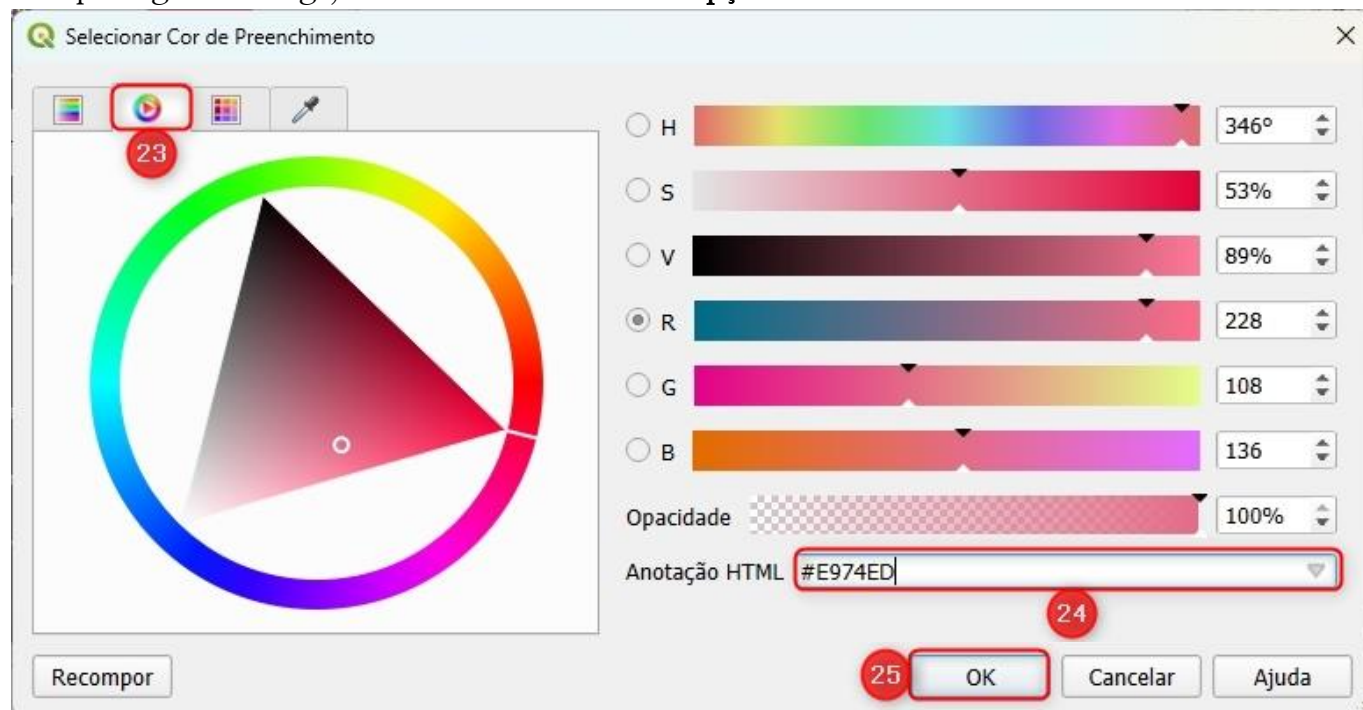 Selecionar Cor de Preenchimento
23
H 346º
S 53%
V 89%
R 228
G 108
B 136
Opacidade 100%
Anotação HTML #E974ED
24
Recompor 25 OK Cancelar Ajuda